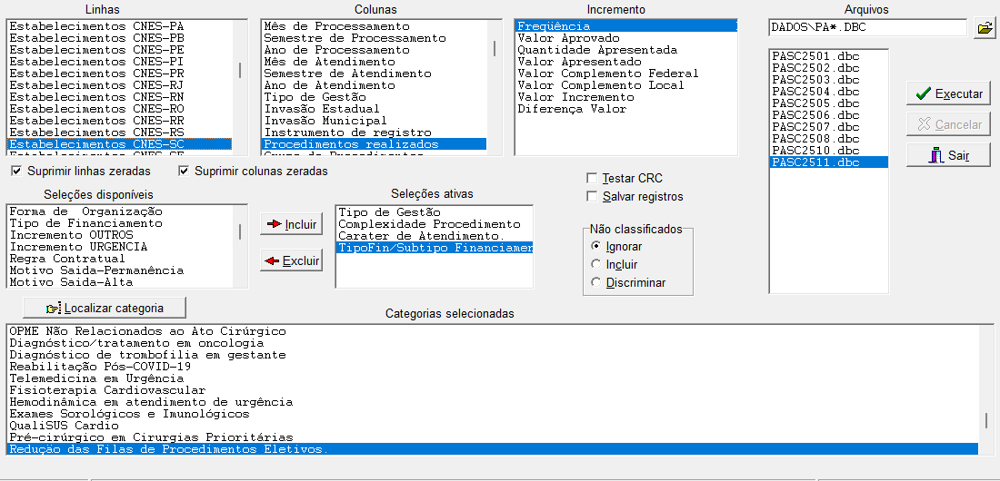 Linhas
Estabelecimentos CNES-PA
Estabelecimentos CNES-PB
Estabelecimentos CNES-PE
Estabelecimentos CNES-PI
Estabelecimentos CNES-PR
Estabelecimentos CNES-RJ
Estabelecimentos CNES-RN
Estabelecimentos CNES-RO
Estabelecimentos CNES-RR
Estabelecimentos CNES-RS
Estabelecimentos CNES-SC
Colunas
Mês de Processamento
Semestre de Processamento
Ano de Processamento
Mês de Atendimento
Semestre de Atendimento
Ano de Atendimento
Tipo de Gestão
Invasão Estadual
Invasão Municipal
Instrumento de registro
Procedimentos realizados
Incremento
Freqüência
Valor Aprovado
Quantidade Apresentada
Valor Apresentado
Valor Complemento Federal
Valor Complemento Local
Valor Incremento
Diferença Valor
Arquivos
DADOS\PA*.DBC
PASC2501.dbc
PASC2502.dbc
PASC2503.dbc
PASC2504.dbc
PASC2505.dbc
PASC2506.dbc
PASC2507.dbc
PASC2508.dbc
PASC2510.dbc
PASC2511.dbc
Executar
Cancelar
Sair
Suprimir linhas zeradas
Suprimir colunas zeradas
Seleções disponíveis
Forma de  Organização
Tipo de Financiamento
Incremento OUTROS
Incremento URGENCIA
Regra Contratual
Motivo Saida-Permanência
Motivo Saida-Alta
Incluir
Excluir
Seleções ativas
Tipo de Gestão
Complexidade Procedimento
Carater de Atendimento.
TipoFin/Subtipo Financiamen
Testar CRC
Salvar registros
Não classificados
Ignorar
Incluir
Discriminar
Localizar categoria
Categorias selecionadas
OPME Não Relacionados ao Ato Cirúrgico
Diagnóstico/tratamento em oncologia
Diagnóstico de trombofilia em gestante
Reabilitação Pós-COVID-19
Telemedicina em Urgência
Fisioterapia Cardiovascular
Hemodinâmica em atendimento de urgência
Exames Sorológicos e Imunológicos
QualiSUS Cardio
Pré-cirúrgico em Cirurgias Prioritárias
Redução das Filas de Procedimentos Eletivos.